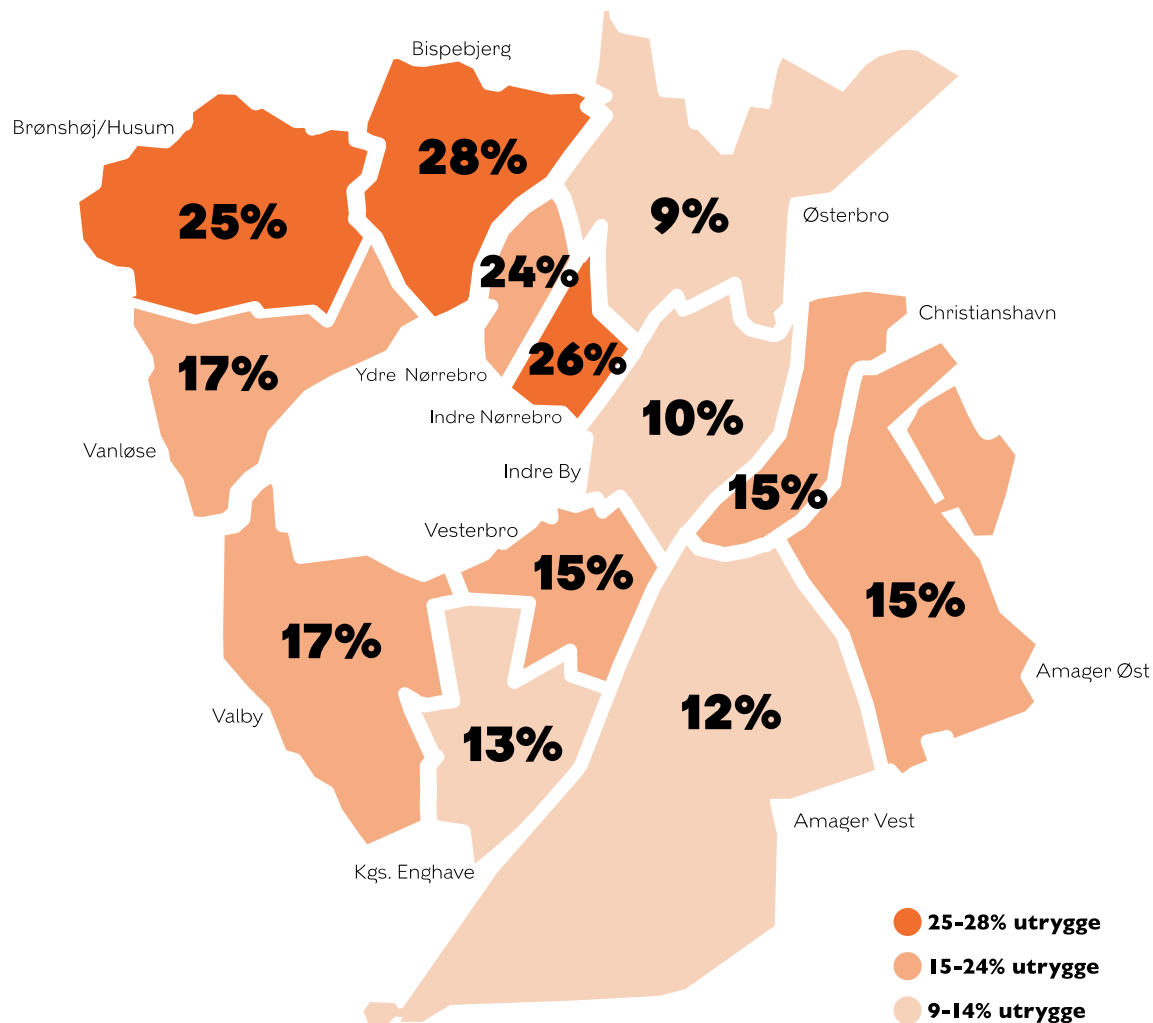 Bispebjerg
Brønshøj/Husum
28%
25%
9%
Østerbro
24%
Christianshavn
26%
17%
Ydre Nørrebro
Indre Nørrebro
10%
Vanløse
Indre By
15%
Vesterbro
15%
15%
17%
Amager Øst
Valby
12%
13%
Amager Vest
Kgs. Enghave
25-28% utrygge
15-24% utrygge
9-14% utrygge